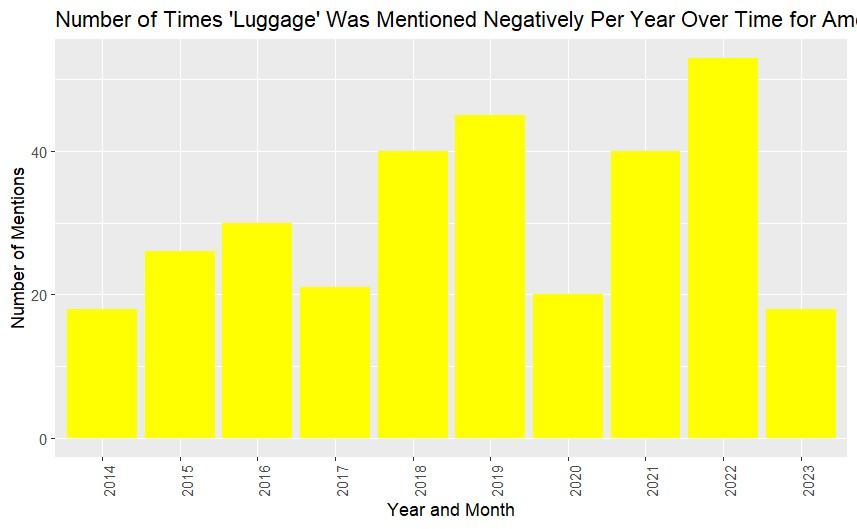 Number of Times 'Luggage' Was Mentioned Negatively Per Year Over Time for Am
Number of Mentions
40
20
0
2014 2015 2016 2017 2018 2019 2020 2021 2022 2023
Year and Month